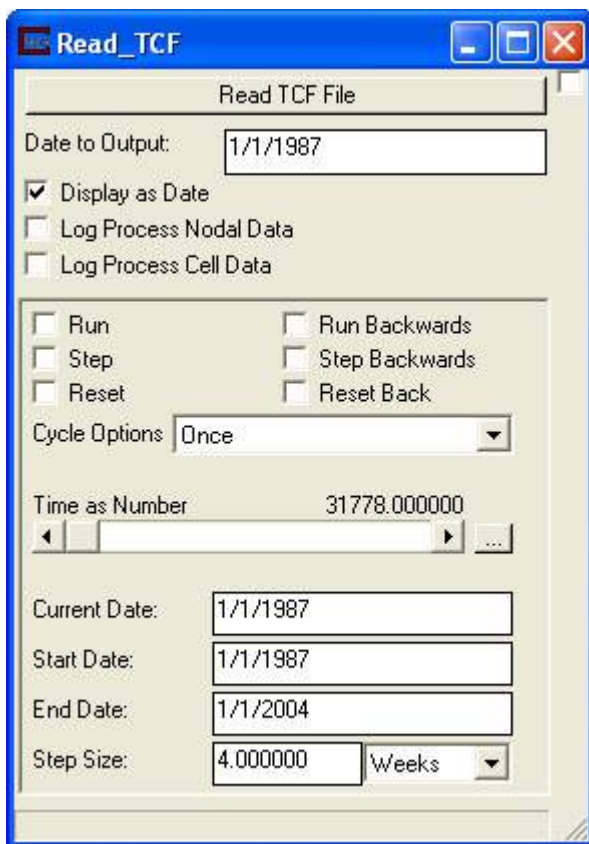 Read_TCF
Read TCF File
Date to Output: 1/1/1987
Display as Date
Log Process Nodal Data
Log Process Cell Data
Run Run Backwards
Step Step Backwards
Reset Reset Back
Cycle Options Once
Time as Number 31778.000000
...
Current Date: 1/1/1987
Start Date: 1/1/1987
End Date: 1/1/2004
Step Size: 4.000000 Weeks